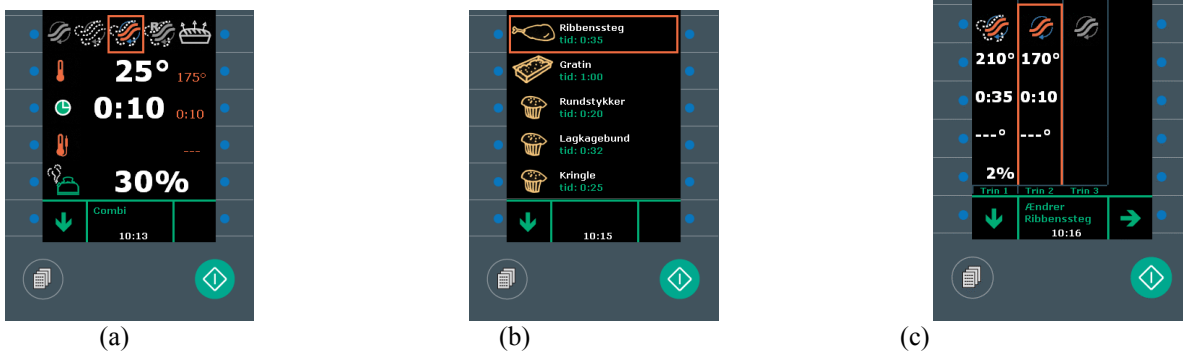 R
25° 175°
0:10 0:10
---
30%
Combi
10:13
(a)
Ribbenssteg
tid: 0:35
Gratin
tid: 1:00
Rundstykker
tid: 0:20
Lagkagebund
tid: 0:32
Kringle
tid: 0:25
10:15
(b)
210° 170°
0:35 0:10
---° ---°
2%
Trin 1 Trin 2 Trin 3
Ændrer
Ribbenssteg
10:16
(c)